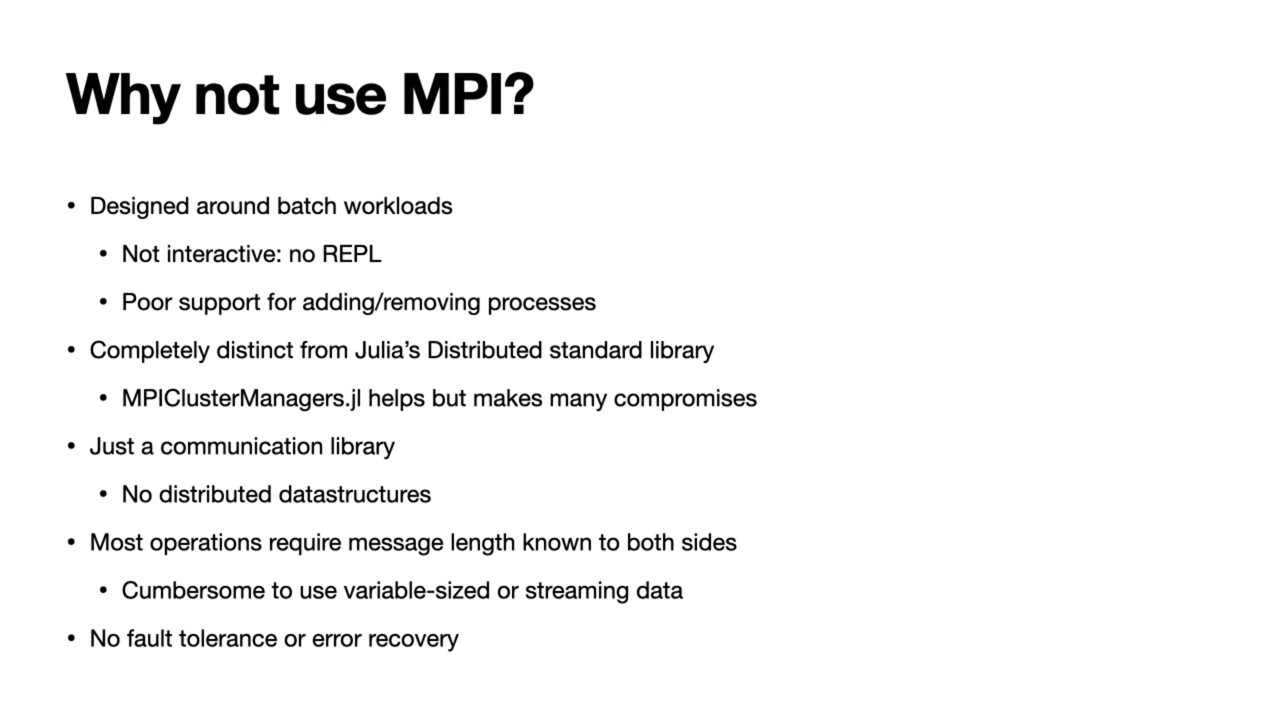 Why not use MPI?
• Designed around batch workloads
• Not interactive: no REPL
• Poor support for adding/removing processes
• Completely distinct from Julia’s Distributed standard library
• MPIClusterManagers.jl helps but makes many compromises
• Just a communication library
• No distributed datastructures
• Most operations require message length known to both sides
• Cumbersome to use variable-sized or streaming data
• No fault tolerance or error recovery